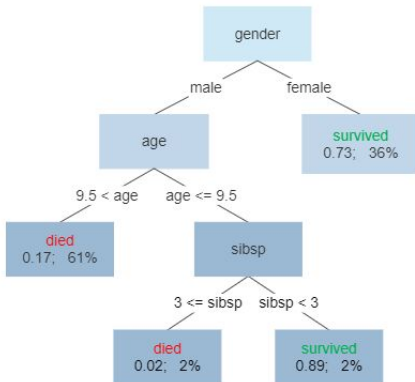 gender
male
female
age
survived
0.73; 36%
9.5 < age
age <= 9.5
died
0.17; 61%
sibsp
3 <= sibsp
sibsp < 3
died
0.02; 2%
survived
0.89; 2%